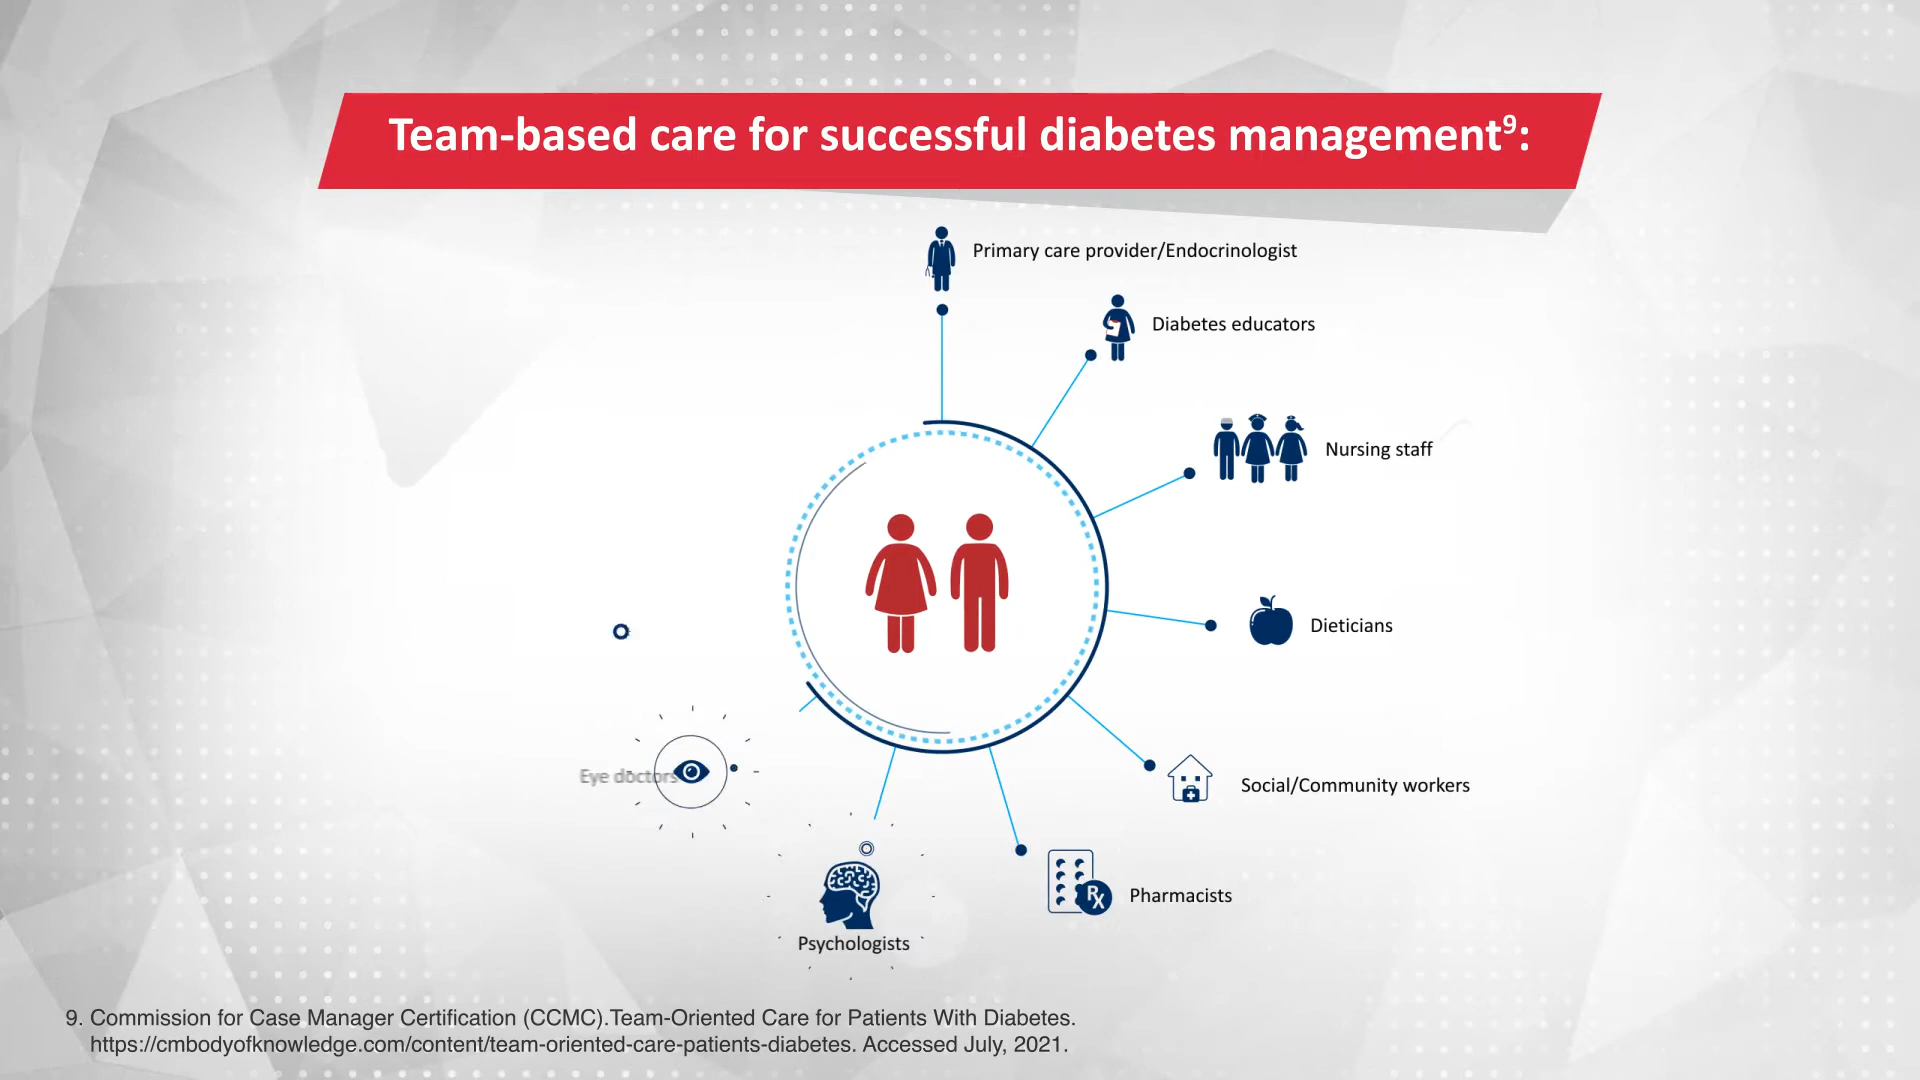 Team-based care for successful diabetes management⁹:
Primary care provider/Endocrinologist
Diabetes educators
Nursing staff
Dieticians
Social/Community workers
Eye doctors
Rx
Pharmacists
Psychologists
9. Commission for Case Manager Certification (CCMC).Team-Oriented Care for Patients With Diabetes.
https://cmbodyofknowledge.com/content/team-oriented-care-patients-diabetes. Accessed July, 2021.